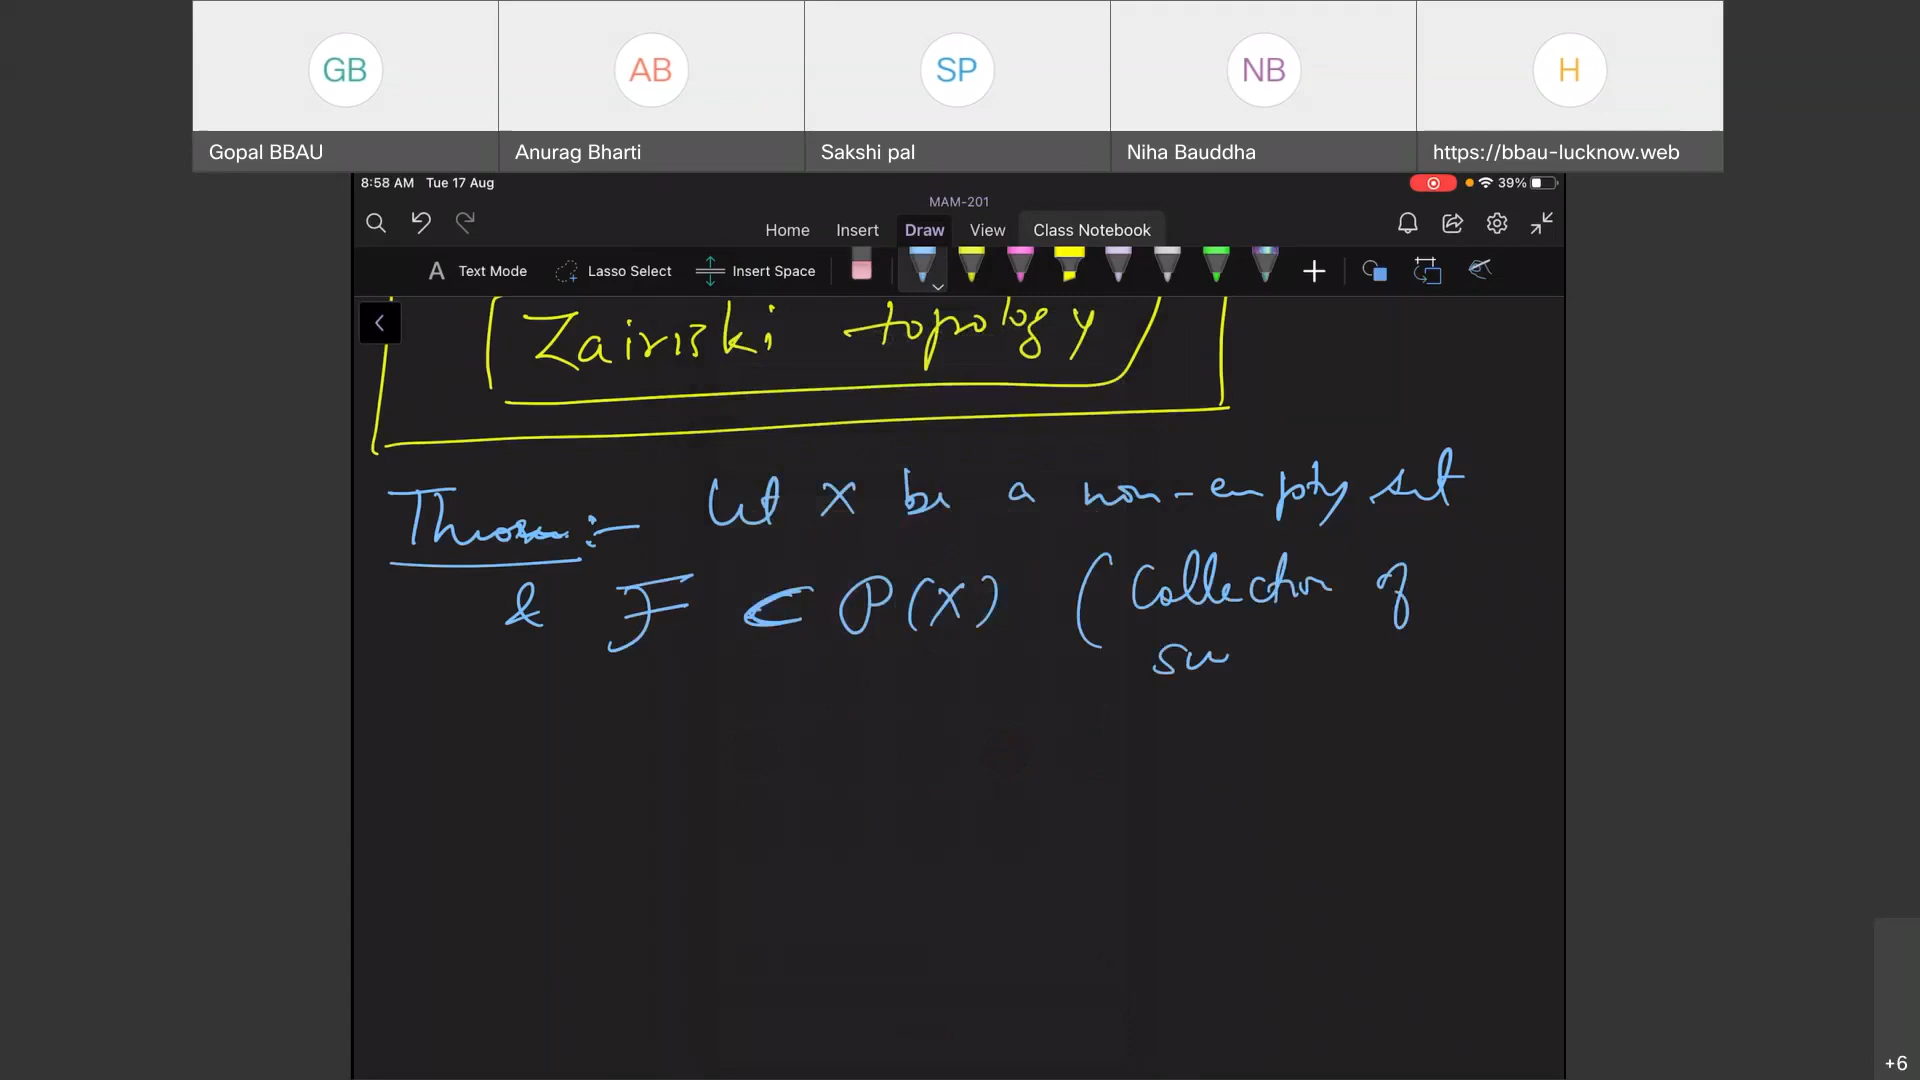 GB AB SP NB H
Gopal BBAU Anurag Bharti Sakshi pal Niha Bauddha https://bbau-lucknow.web
8:58 AM Tue 17 Aug 39%
MAM-201
Home Insert Draw View Class Notebook
A Text Mode Lasso Select Insert Space
Zairiski topology
Theorem :- Let X be a non-empty set
& F ⊂ P(X) (Collection of
su
+6